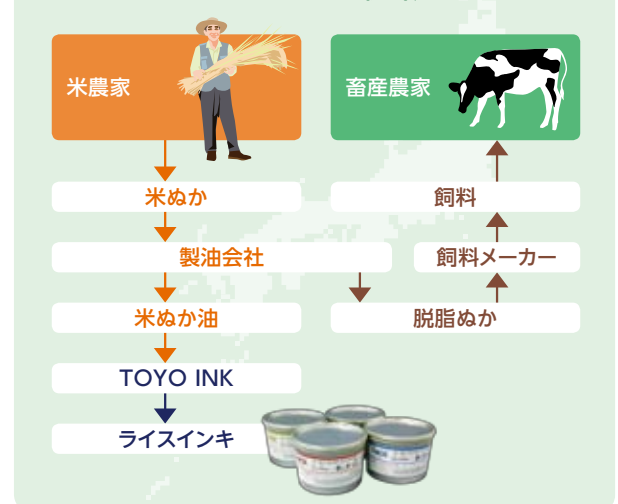 米農家
畜産農家
米ぬか
飼料
製油会社
飼料メーカー
米ぬか油
脱脂ぬか
TOYO INK
ライスインキ